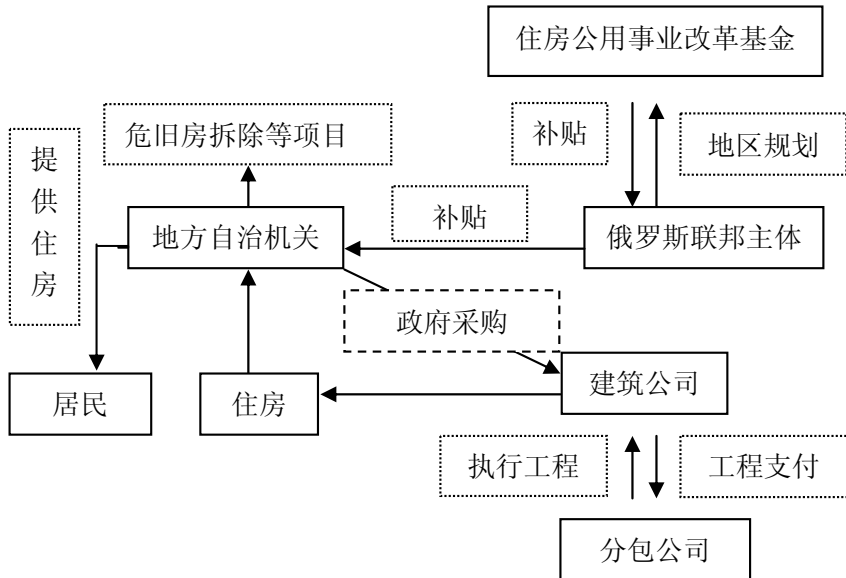 住房公用事业改革基金
危旧房拆除等项目
补贴
地区规划
提供住房
补贴
地方自治机关
俄罗斯联邦主体
政府采购
居民
住房
建筑公司
执行工程
工程支付
分包公司